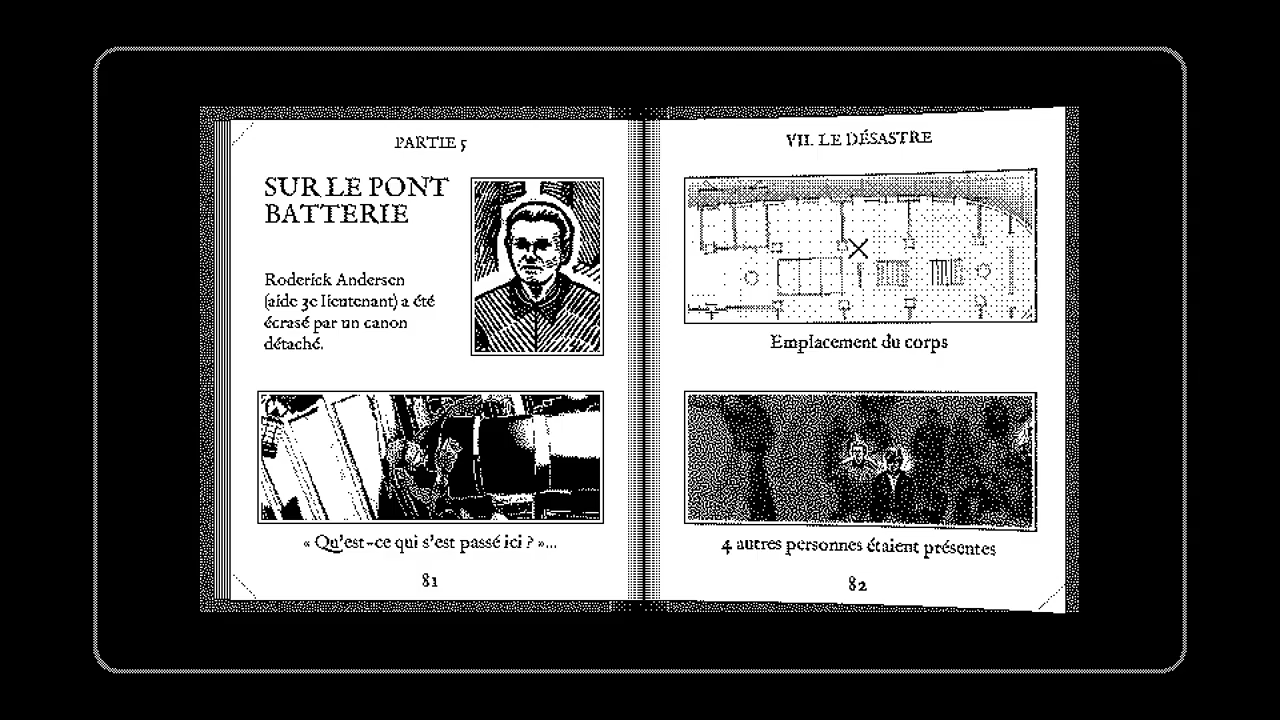 PARTIE 5
SUR LE PONT
BATTERIE
Roderick Andersen
(aide 3e lieutenant) a été
écrasé par un canon
détaché.
« Qu'est-ce qui s'est passé ici ? »...
81
VII. LE DÉSASTRE
Emplacement du corps
4 autres personnes étaient présentes
82